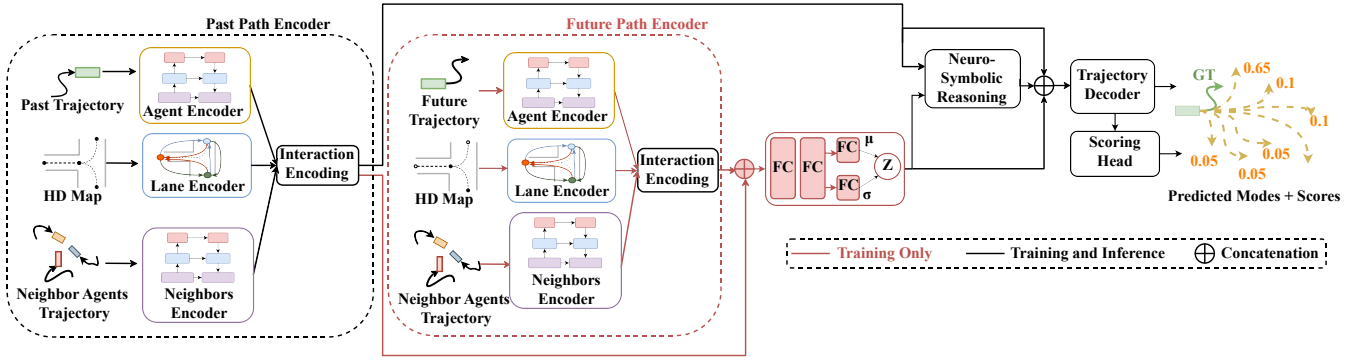 Past Path Encoder
Past Trajectory
Agent Encoder
HD Map
Lane Encoder
Neighbor Agents
Trajectory
Neighbors
Encoder
Interaction
Encoding
Future Path Encoder
Future
Trajectory
Agent Encoder
HD Map
Lane Encoder
Neighbor Agents
Trajectory
Neighbors
Encoder
Interaction
Encoding
FC
FC
FC
FC
μ
σ
Z
Neuro-
Symbolic
Reasoning
Trajectory
Decoder
Scoring
Head
GT
0.65
0.1
0.1
0.05
0.05
0.05
Predicted Modes + Scores
Training Only
Training and Inference
Concatenation